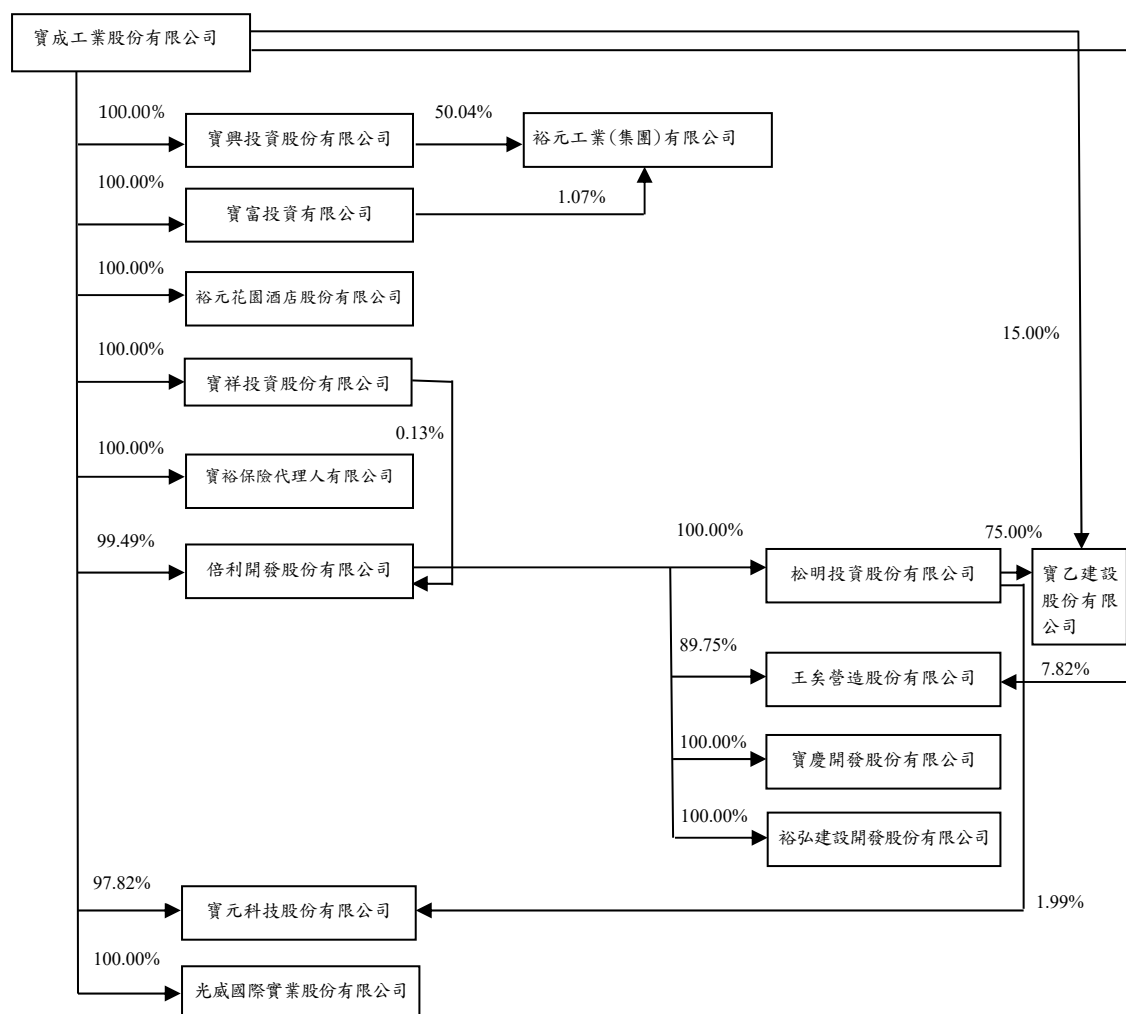 寶成工業股份有限公司
100.00%
50.04%
寶興投資股份有限公司
裕元工業(集團)有限公司
100.00%
1.07%
寶富投資有限公司
100.00%
裕元花園酒店股份有限公司
15.00%
100.00%
寶祥投資股份有限公司
0.13%
100.00%
寶裕保險代理人有限公司
99.49%
100.00%
75.00%
倍利開發股份有限公司
松明投資股份有限公司
寶乙建設
股份有限
公司
89.75%
王矣營造股份有限公司
7.82%
100.00%
寶慶開發股份有限公司
100.00%
裕弘建設開發股份有限公司
97.82%
寶元科技股份有限公司
1.99%
100.00%
光威國際實業股份有限公司